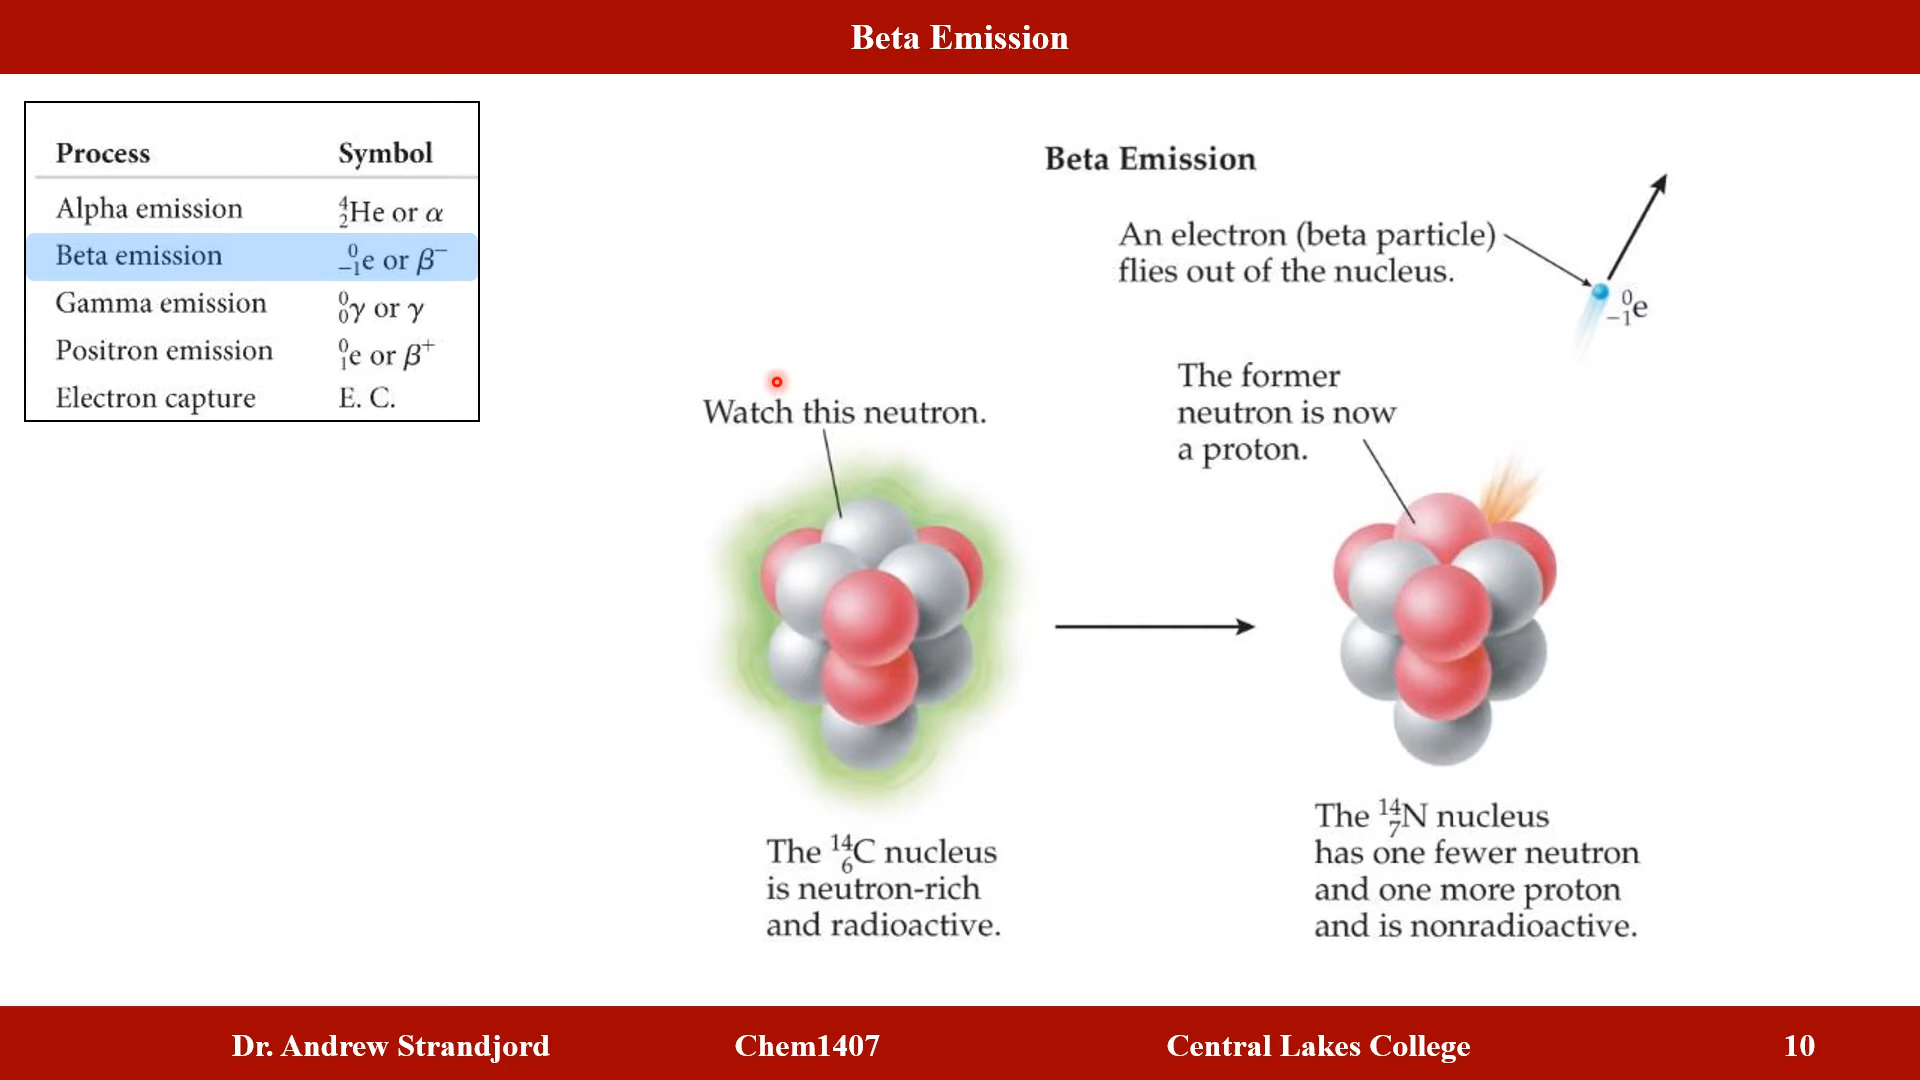 Beta Emission
Process Symbol
Alpha emission ⁴₂He or α
Beta emission ⁰₋₁e or β⁻
Gamma emission ⁰₀γ or γ
Positron emission ⁰₁e or β⁺
Electron capture E. C.
Beta Emission
An electron (beta particle)
flies out of the nucleus.
⁰₋₁e
Watch this neutron.
The former
neutron is now
a proton.
The ¹⁴₆C nucleus
is neutron-rich
and radioactive.
The ¹⁴₇N nucleus
has one fewer neutron
and one more proton
and is nonradioactive.
Dr. Andrew Strandjord Chem1407 Central Lakes College 10